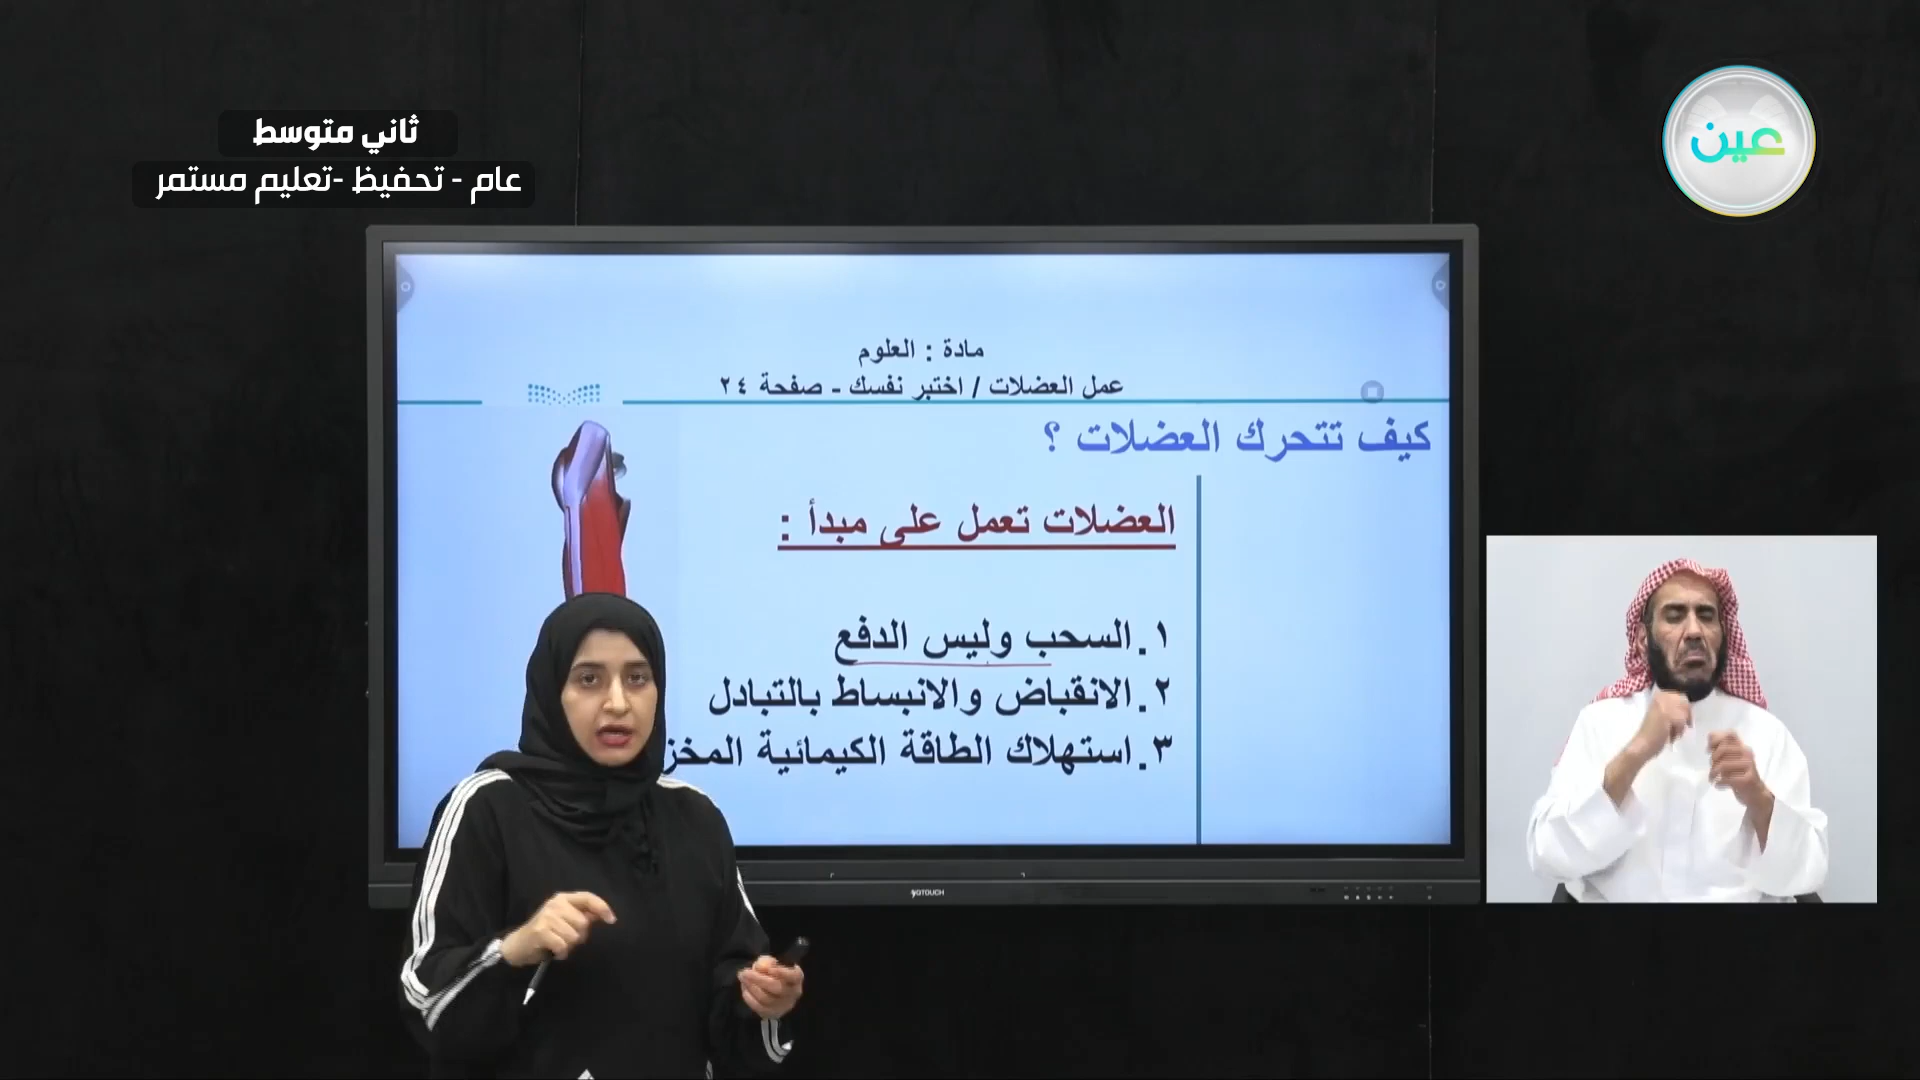 ثاني متوسط
عام - تحفيظ -تعليم مستمر
عين
مادة : العلوم
عمل العضلات / اختبر نفسك - صفحة ٢٤
كيف تتحرك العضلات ؟
العضلات تعمل على مبدأ :
١. السحب وليس الدفع
٢. الانقباض والانبساط بالتبادل
٣. استهلاك الطاقة الكيمائية